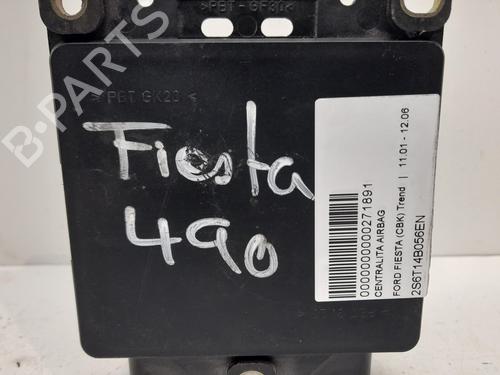 >PBT-GF30<
> PBT GK20 <
Fiesta
490
B-PARTS
0000000000271891
CENTRALITA AIRBAG
FORD FIESTA (CBK) Trend | 11.01 - 12.06
2S6T14B056EN